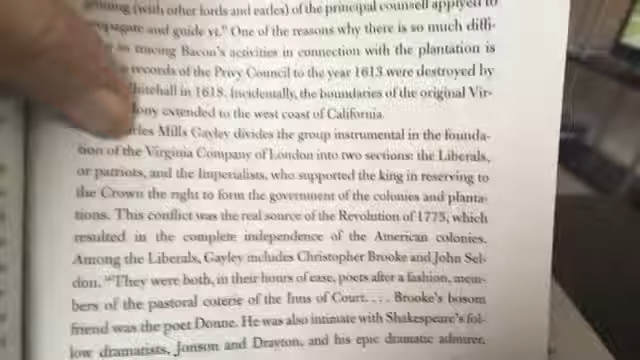 (with other lords and earles) of the principal counsell applyed to
propagate and guide yt." One of the reasons why there is so much diffi-
in tracing Bacon's activities in connection with the plantation is
records of the Privy Council to the year 1613 were destroyed by
Whitehall in 1618. Incidentally, the boundaries of the original Vir-
lony extended to the west coast of California.
rles Mills Gayley divides the group instrumental in the founda-
tion of the Virginia Company of London into two sections: the Liberals,
or patriots, and the Imperialists, who supported the king in reserving to
the Crown the right to form the government of the colonies and planta-
tions. This conflict was the real source of the Revolution of 1775, which
resulted in the complete independence of the American colonies.
Among the Liberals, Gayley includes Christopher Brooke and John Sel-
don. "They were both, in their hours of ease, poets after a fashion, mem-
bers of the pastoral coterie of the Inns of Court. . . . Brooke's bosom
friend was the poet Donne. He was also intimate with Shakespeare's fol-
low dramatists, Jonson and Drayton, and his epic dramatic admirer,